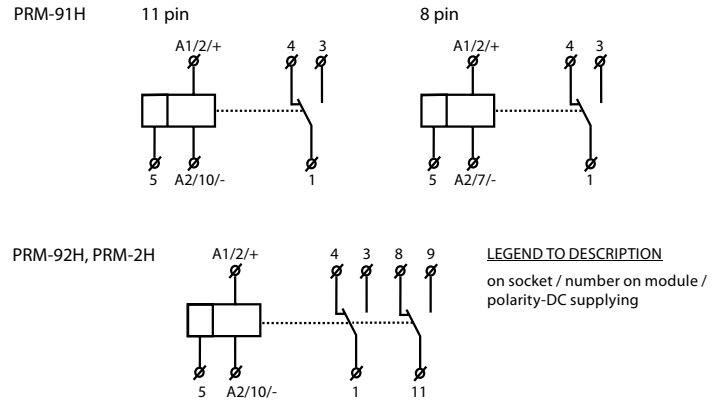 PRM-91H 11 pin 8 pin
A1/2/+ 4 3 A1/2/+ 4 3
5 A2/10/- 1 5 A2/7/- 1
PRM-92H, PRM-2H A1/2/+ 4 3 8 9 LEGEND TO DESCRIPTION
on socket / number on module /
polarity-DC supplying
5 A2/10/- 1 11